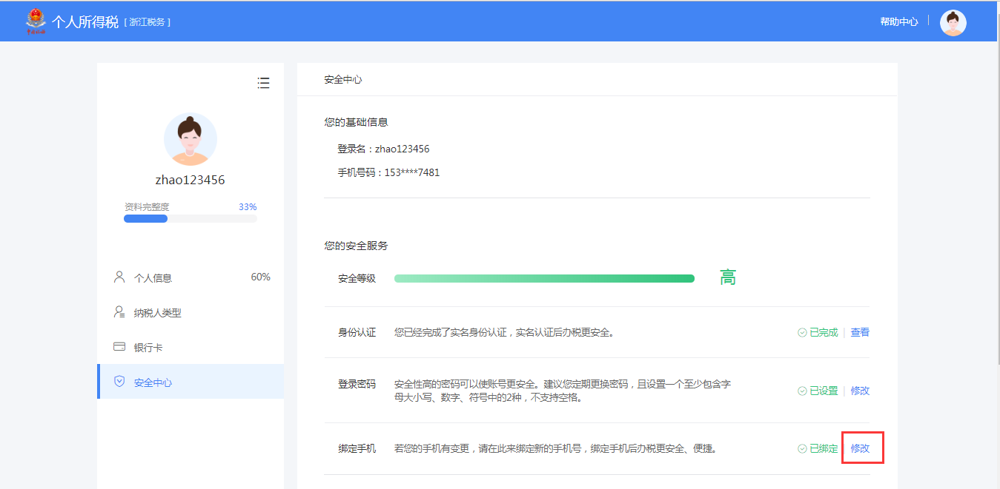 个人所得税 [ 浙江税务 ]
帮助中心
zhao123456
资料完整度 33%
个人信息 60%
纳税人类型
银行卡
安全中心
安全中心
您的基础信息
登录名：zhao123456
手机号码：153****7481
您的安全服务
安全等级 高
身份认证 您已经完成了实名身份认证，实名认证后办税更安全。 已完成 查看
登录密码 安全性高的密码可以使账号更安全。建议您定期更换密码，且设置一个至少包含字
母大小写、数字、符号中的2种，不支持空格。 已设置 修改
绑定手机 若您的手机有变更，请在此来绑定新的手机号，绑定手机后办税更安全、便捷。 已绑定 修改